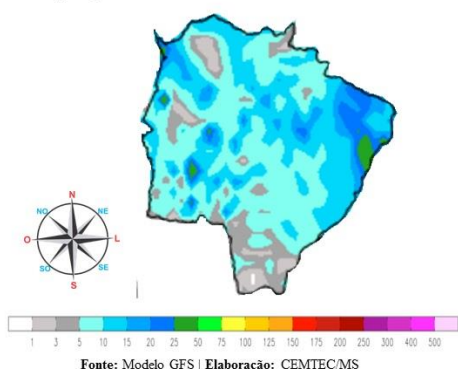 N
NO NE
O L
SO SE
S
1 3 5 10 15 20 25 50 75 100 125 150 175 200 250 300 400 500
Fonte: Modelo GFS | Elaboração: CEMTEC/MS